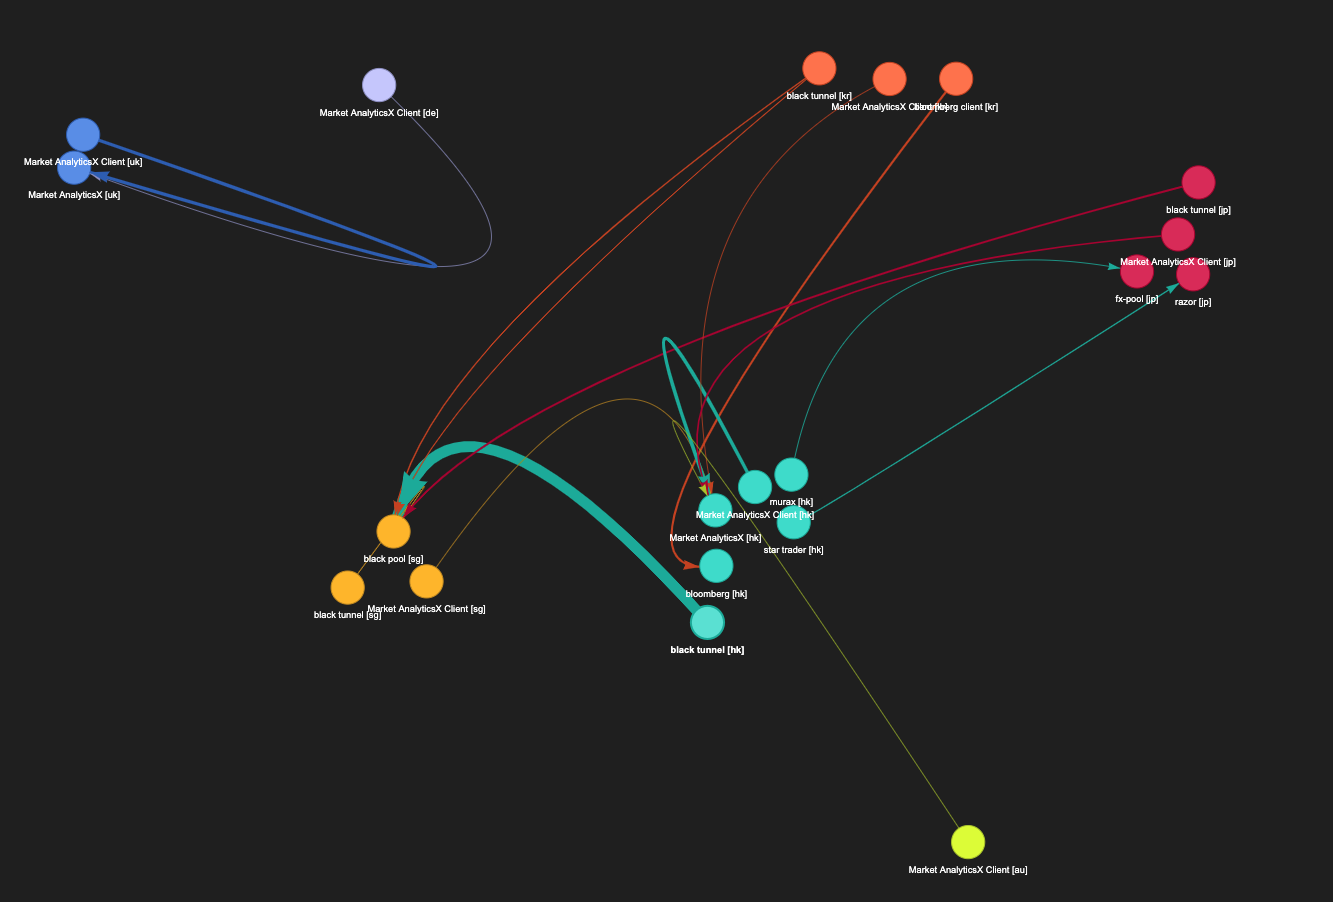 black tunnel [kr]
Market AnalyticsX Client [kr]
bloomberg client [kr]
Market AnalyticsX Client [de]
Market AnalyticsX Client [uk]
Market AnalyticsX [uk]
black tunnel [jp]
Market AnalyticsX Client [jp]
fx-pool [jp]
razor [jp]
murax [hk]
Market AnalyticsX Client [hk]
Market AnalyticsX [hk]
star trader [hk]
black pool [sg]
bloomberg [hk]
Market AnalyticsX Client [sg]
black tunnel [sg]
black tunnel [hk]
Market AnalyticsX Client [au]